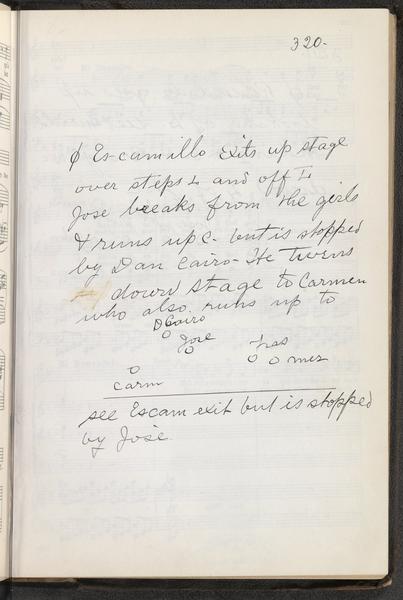 320.
ϕ Escamillo exits up stage
over steps L and off L
Jose breaks from the girls
& runs up C. but is stopped
by Dan Cairo - He turns
down stage to Carmen
who also runs up to
D Cairo
Jose
Fras
O mez
Carm
see Escam exit but is stopped
by José